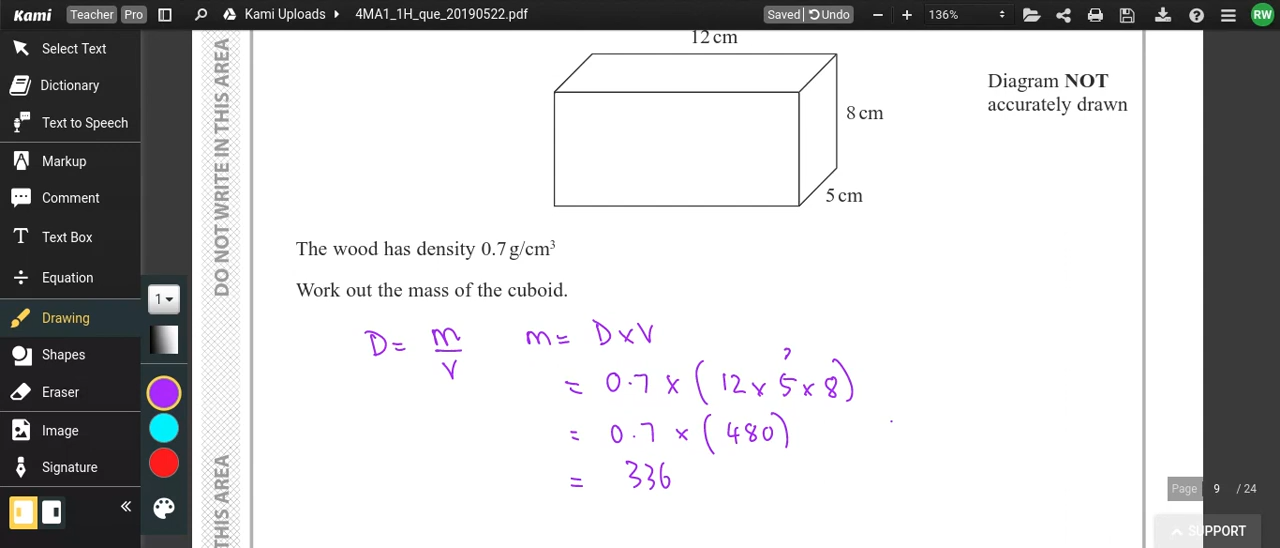 Kami Teacher Pro Kami Uploads > 4MA1_1H_que_20190522.pdf Saved Undo 136% RW
Select Text
Dictionary
Text to Speech
Markup
Comment
Text Box
Equation
Drawing
Shapes
Eraser
Image
Signature
1
«
DO NOT WRITE IN THIS AREA
THIS AREA
12 cm
8 cm
5 cm
Diagram NOT
accurately drawn
The wood has density 0.7 g/cm³
Work out the mass of the cuboid.
D = m/V m = D × V
= 0.7 × (12 × 5 × 8)
= 0.7 × (480)
= 336
Page 9 / 24
SUPPORT